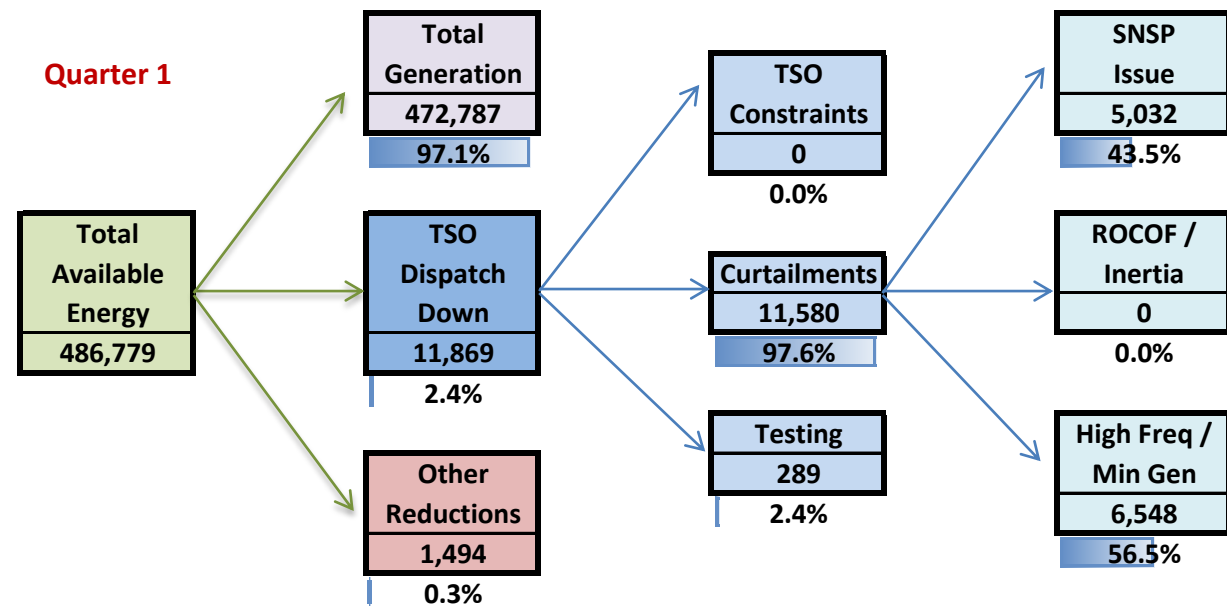 Quarter 1
Total
Available
Energy
486,779
Total
Generation
472,787
97.1%
TSO
Dispatch
Down
11,869
2.4%
Other
Reductions
1,494
0.3%
TSO
Constraints
0
0.0%
Curtailments
11,580
97.6%
Testing
289
2.4%
SNSP
Issue
5,032
43.5%
ROCOF /
Inertia
0
0.0%
High Freq /
Min Gen
6,548
56.5%